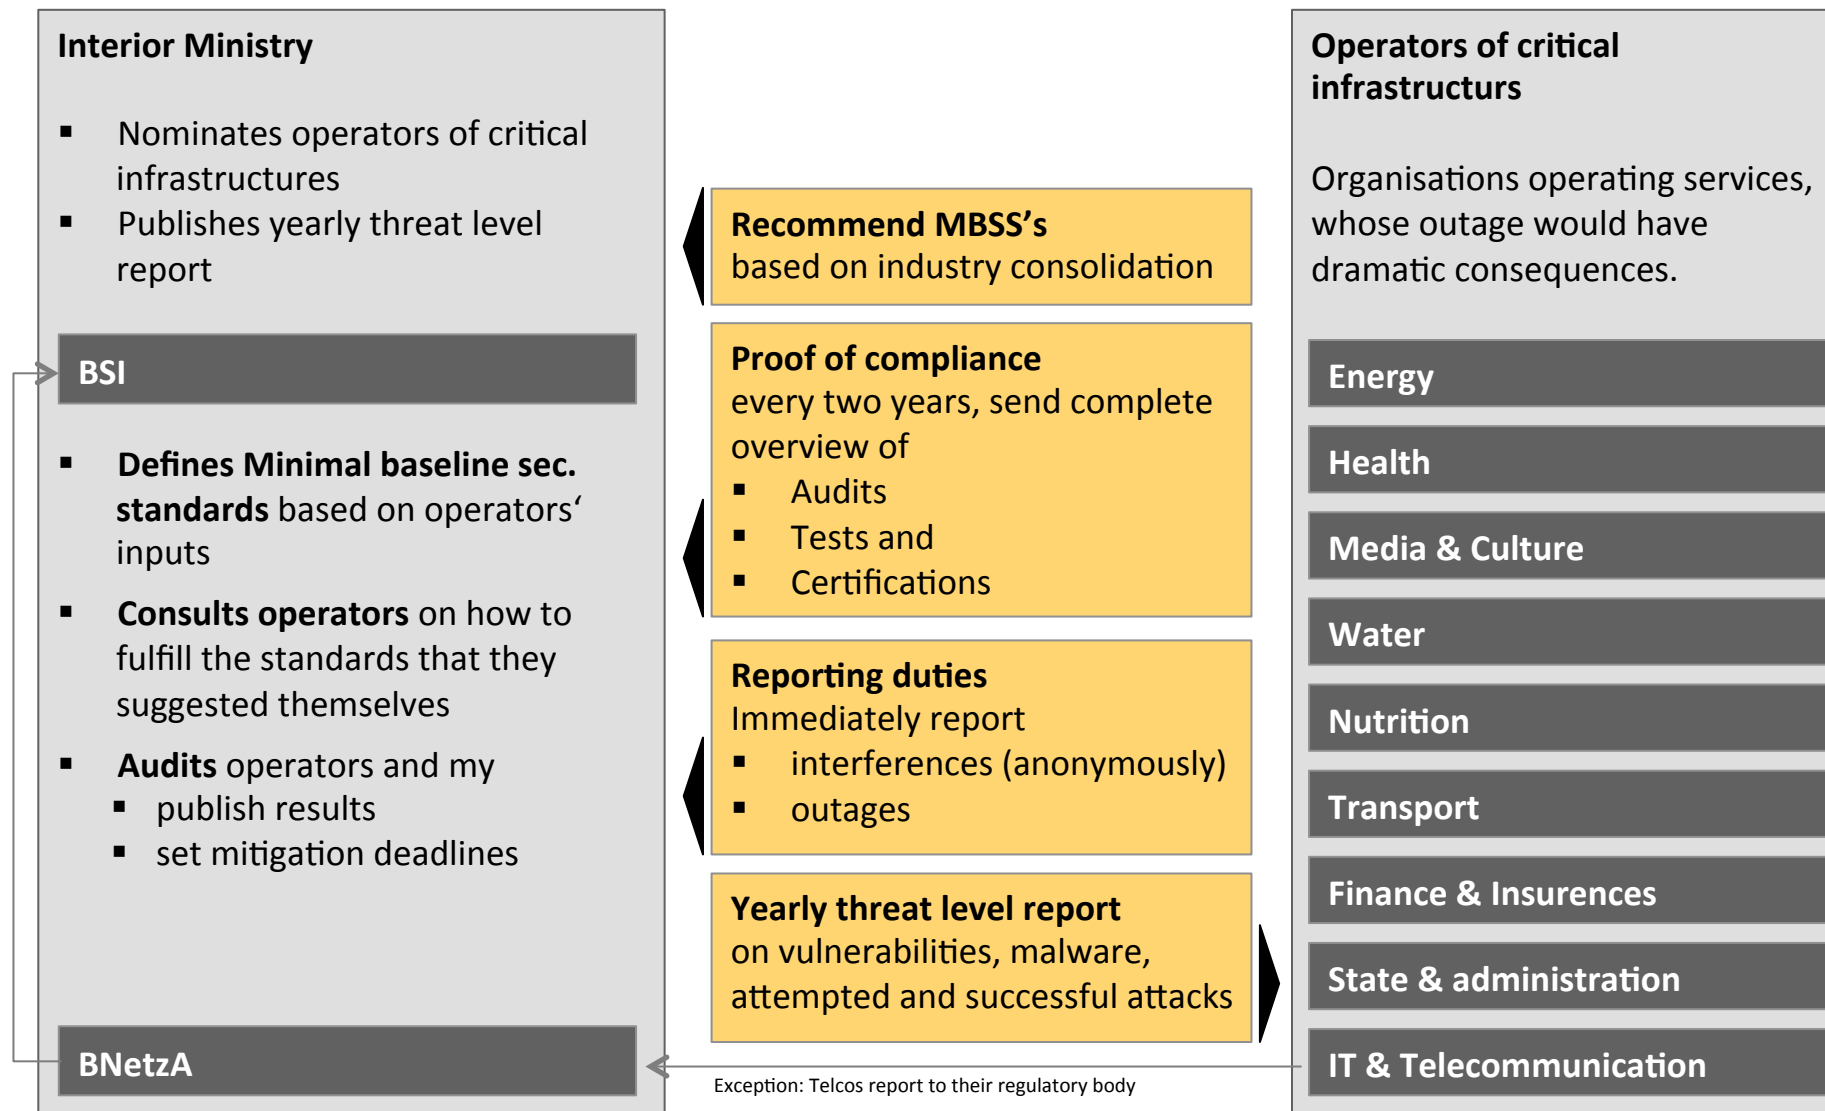 Interior Ministry
▪ Nominates operators of critical
infrastructures
▪ Publishes yearly threat level
report
BSI
▪ Defines Minimal baseline sec.
standards based on operators‘
inputs
▪ Consults operators on how to
fulfill the standards that they
suggested themselves
▪ Audits operators and my
▪ publish results
▪ set mitigation deadlines
BNetzA
Recommend MBSS’s
based on industry consolidation
Proof of compliance
every two years, send complete
overview of
▪ Audits
▪ Tests and
▪ Certifications
Reporting duties
Immediately report
▪ interferences (anonymously)
▪ outages
Yearly threat level report
on vulnerabilities, malware,
attempted and successful attacks
Exception: Telcos report to their regulatory body
Operators of critical
infrastructurs
Organisations operating services,
whose outage would have
dramatic consequences.
Energy
Health
Media & Culture
Water
Nutrition
Transport
Finance & Insurences
State & administration
IT & Telecommunication